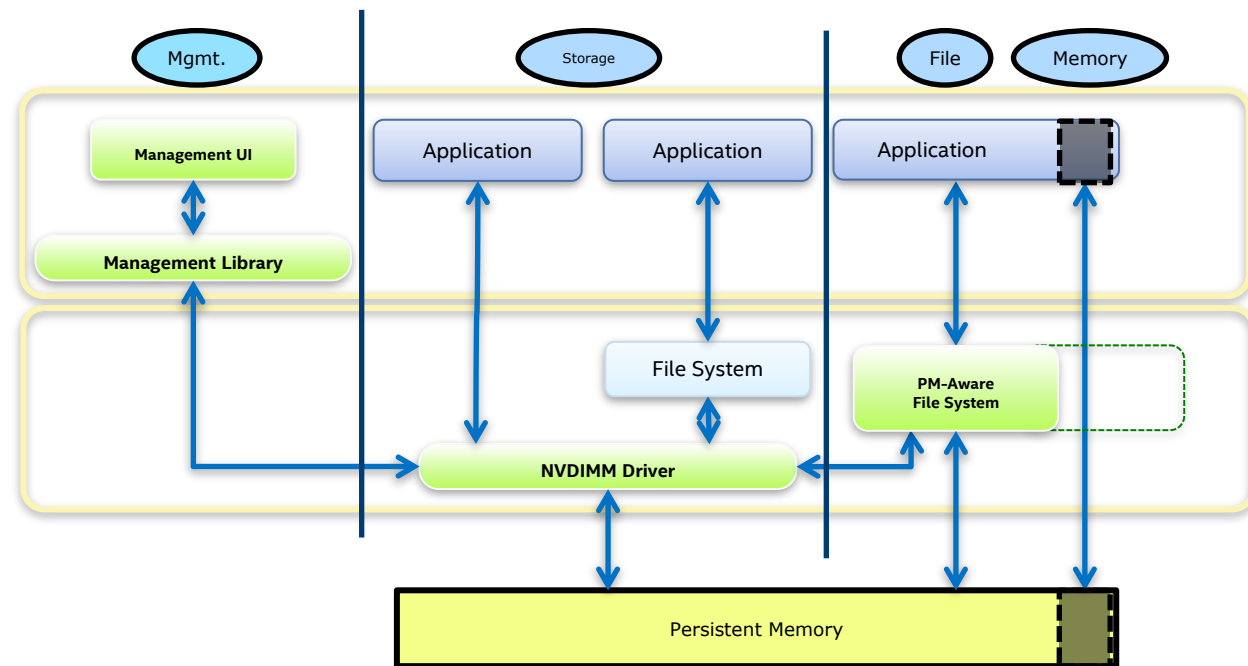 Mgmt.
Storage
File
Memory
Management UI
Application
Application
Application
Management Library
File System
PM-Aware
File System
NVDIMM Driver
Persistent Memory